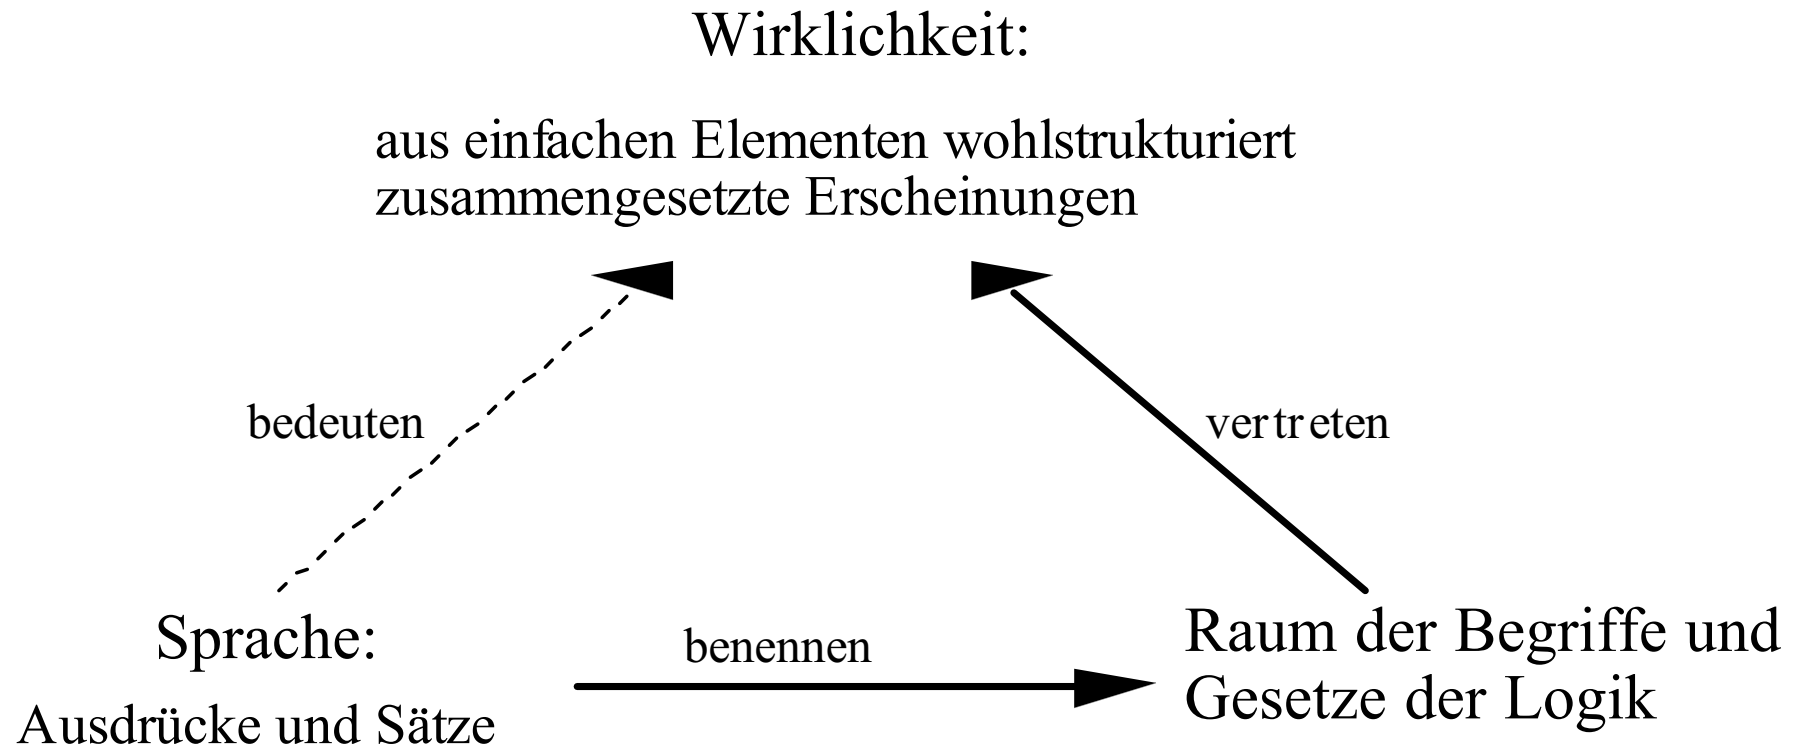 Wirklichkeit:
aus einfachen Elementen wohlstrukturiert
zusammengesetzte Erscheinungen
bedeuten
vertreten
Sprache:
Ausdrücke und Sätze
benennen
Raum der Begriffe und
Gesetze der Logik